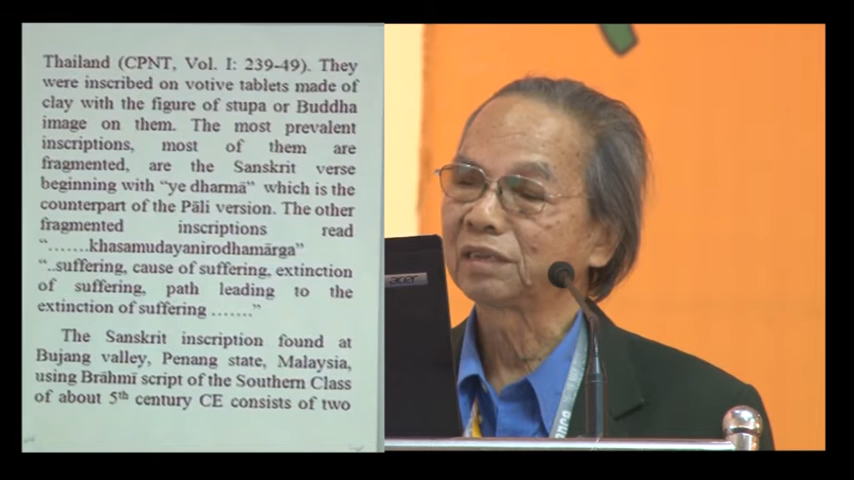 Thailand (CPNT, Vol. I: 239-49). They
were inscribed on votive tablets made of
clay with the figure of stupa or Buddha
image on them. The most prevalent
inscriptions, most of them are
fragmented, are the Sanskrit verse
beginning with "ye dharmā" which is the
counterpart of the Pāli version. The other
fragmented inscriptions read
"…….khasamudayanirodhamārga"
"..suffering, cause of suffering, extinction
of suffering, path leading to the
extinction of suffering ……."
The Sanskrit inscription found at
Bujang valley, Penang state, Malaysia,
using Brāhmī script of the Southern Class
of about 5th century CE consists of two